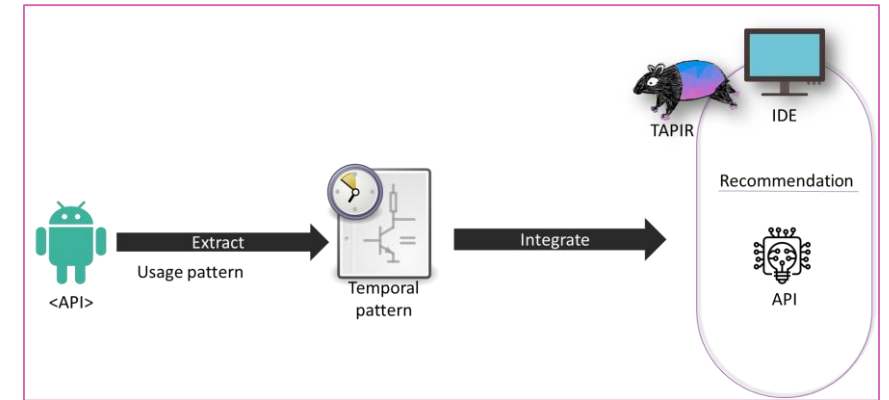 <API>
Extract
Usage pattern
Temporal
pattern
Integrate
TAPIR
IDE
Recommendation
API